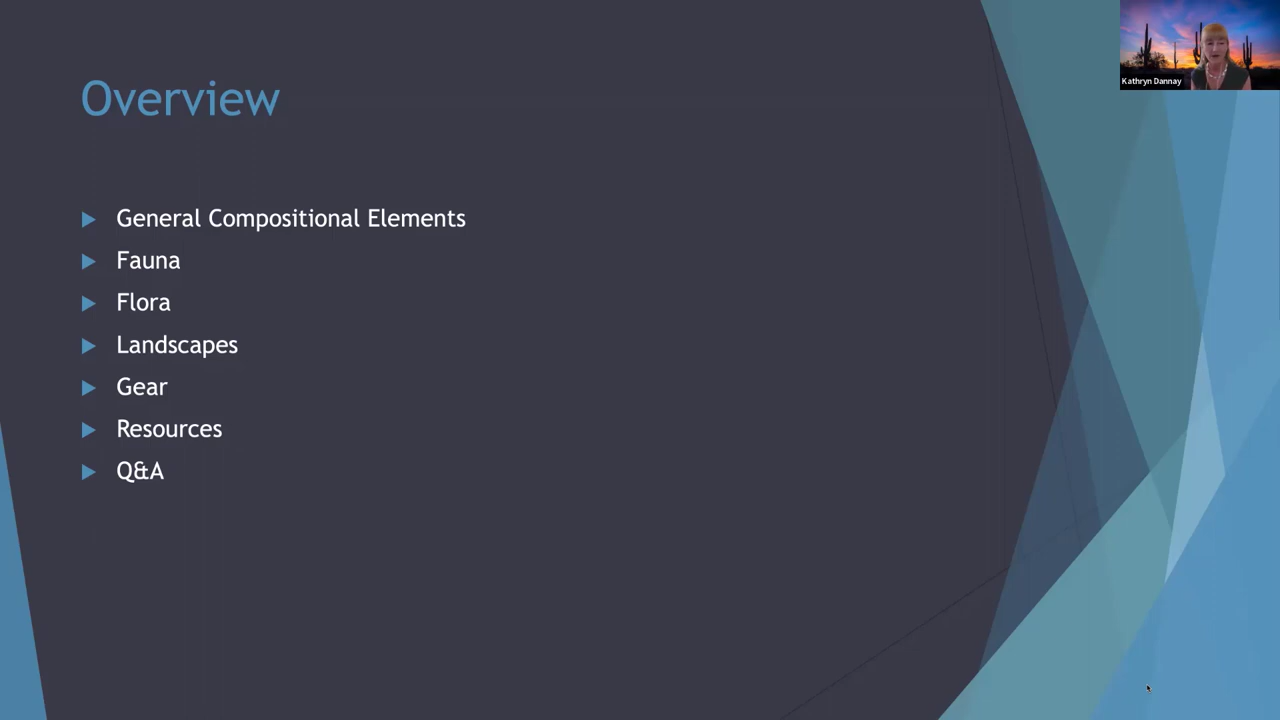 Overview
General Compositional Elements
Fauna
Flora
Landscapes
Gear
Resources
Q&A
Kathryn Dannay